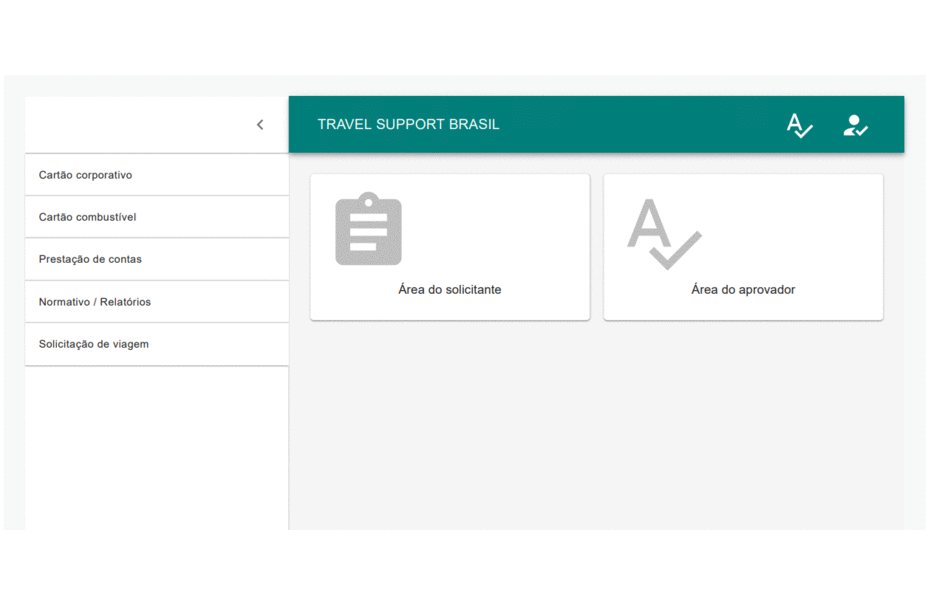 TRAVEL SUPPORT BRASIL
Cartão corporativo
Cartão combustível
Prestação de contas
Normativo / Relatórios
Solicitação de viagem
Área do solicitante
Área do aprovador